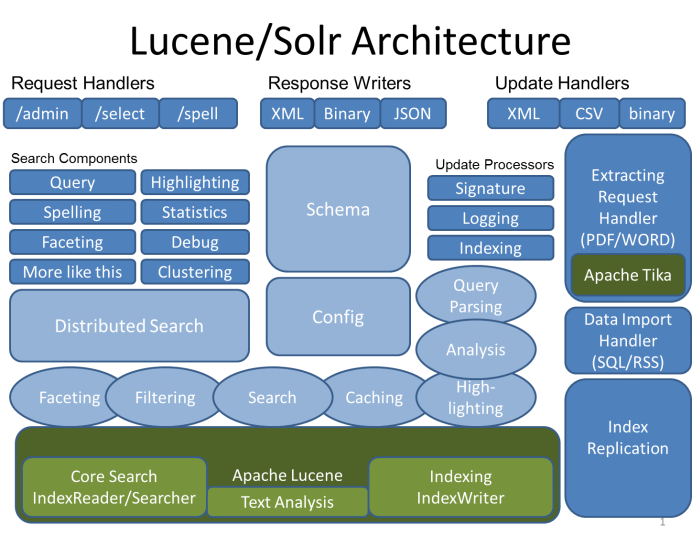 Lucene/Solr Architecture
Request Handlers
Response Writers
Update Handlers
/admin
/select
/spell
XML
Binary
JSON
XML
CSV
binary
Search Components
Query
Highlighting
Spelling
Statistics
Faceting
Debug
More like this
Clustering
Distributed Search
Schema
Config
Update Processors
Signature
Logging
Indexing
Query
Parsing
Analysis
High-
lighting
Extracting
Request
Handler
(PDF/WORD)
Apache Tika
Data Import
Handler
(SQL/RSS)
Index
Replication
Faceting
Filtering
Search
Caching
Core Search
IndexReader/Searcher
Apache Lucene
Text Analysis
Indexing
IndexWriter
1